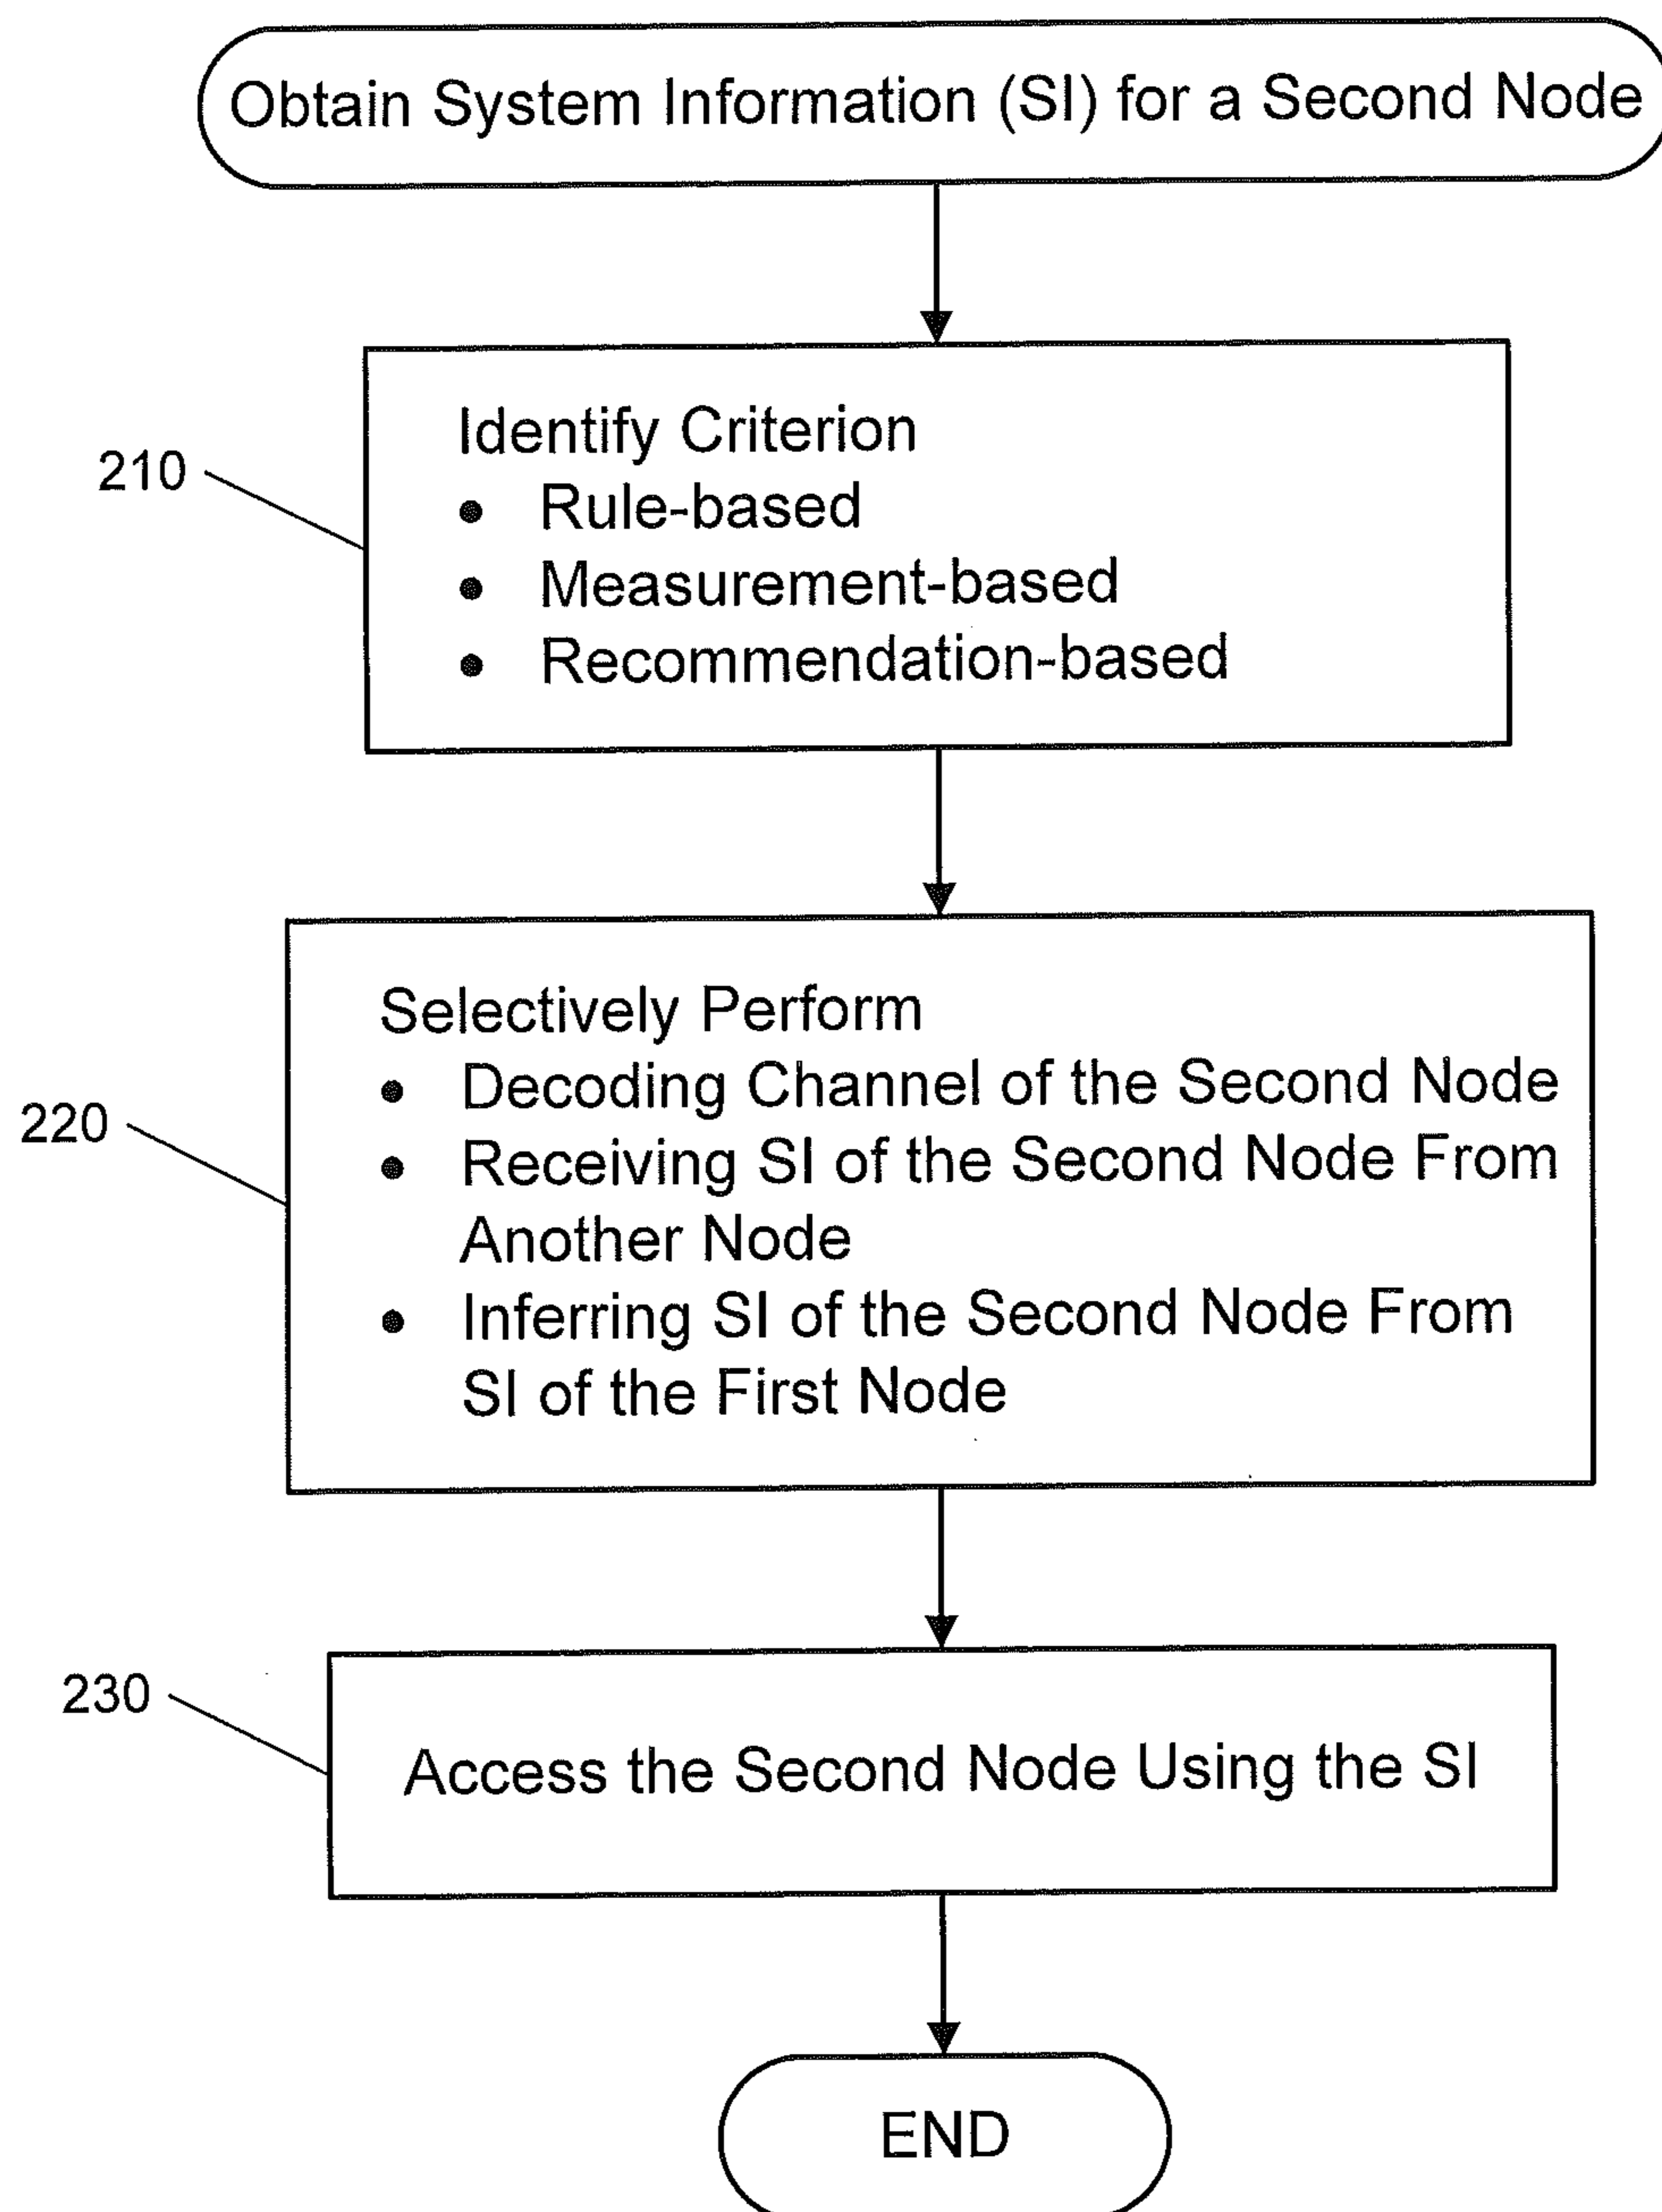 Obtain System Information (SI) for a Second Node
210
Identify Criterion
• Rule-based
• Measurement-based
• Recommendation-based
220
Selectively Perform
• Decoding Channel of the Second Node
• Receiving SI of the Second Node From
Another Node
• Inferring SI of the Second Node From
SI of the First Node
230
Access the Second Node Using the SI
END